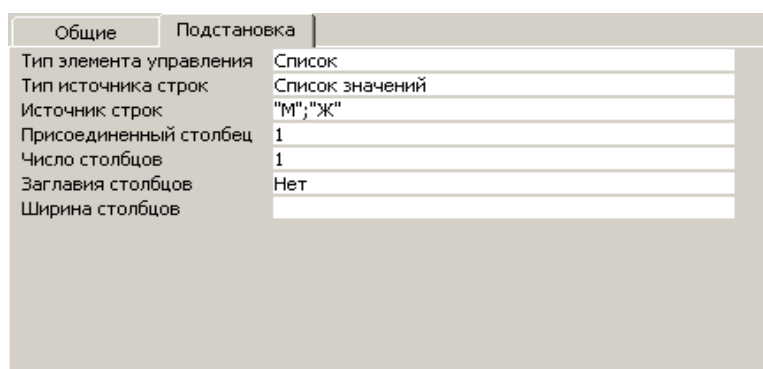 Общие Подстановка
Тип элемента управления Список
Тип источника строк Список значений
Источник строк "М";"Ж"
Присоединенный столбец 1
Число столбцов 1
Заглавия столбцов Нет
Ширина столбцов